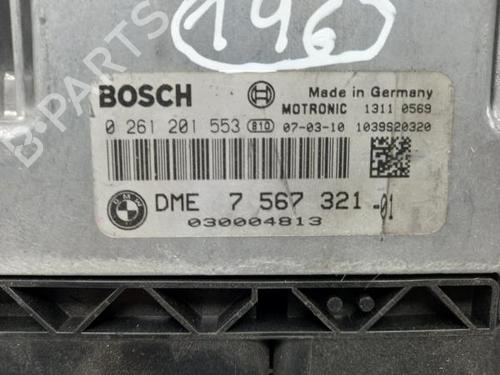 196
BOSCH
Made in Germany
MOTRONIC 1311 0569
0 261 201 553 810 07-03-10 1039S20320
BMW
DME 7 567 321 -01
030004813
B-PARTS